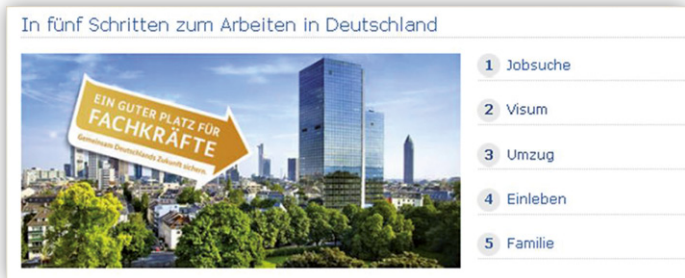 In fünf Schritten zum Arbeiten in Deutschland
EIN GUTER PLATZ FÜR
FACHKRÄFTE
Gemeinsam Deutschlands Zukunft sichern.
1 Jobsuche
2 Visum
3 Umzug
4 Einleben
5 Familie